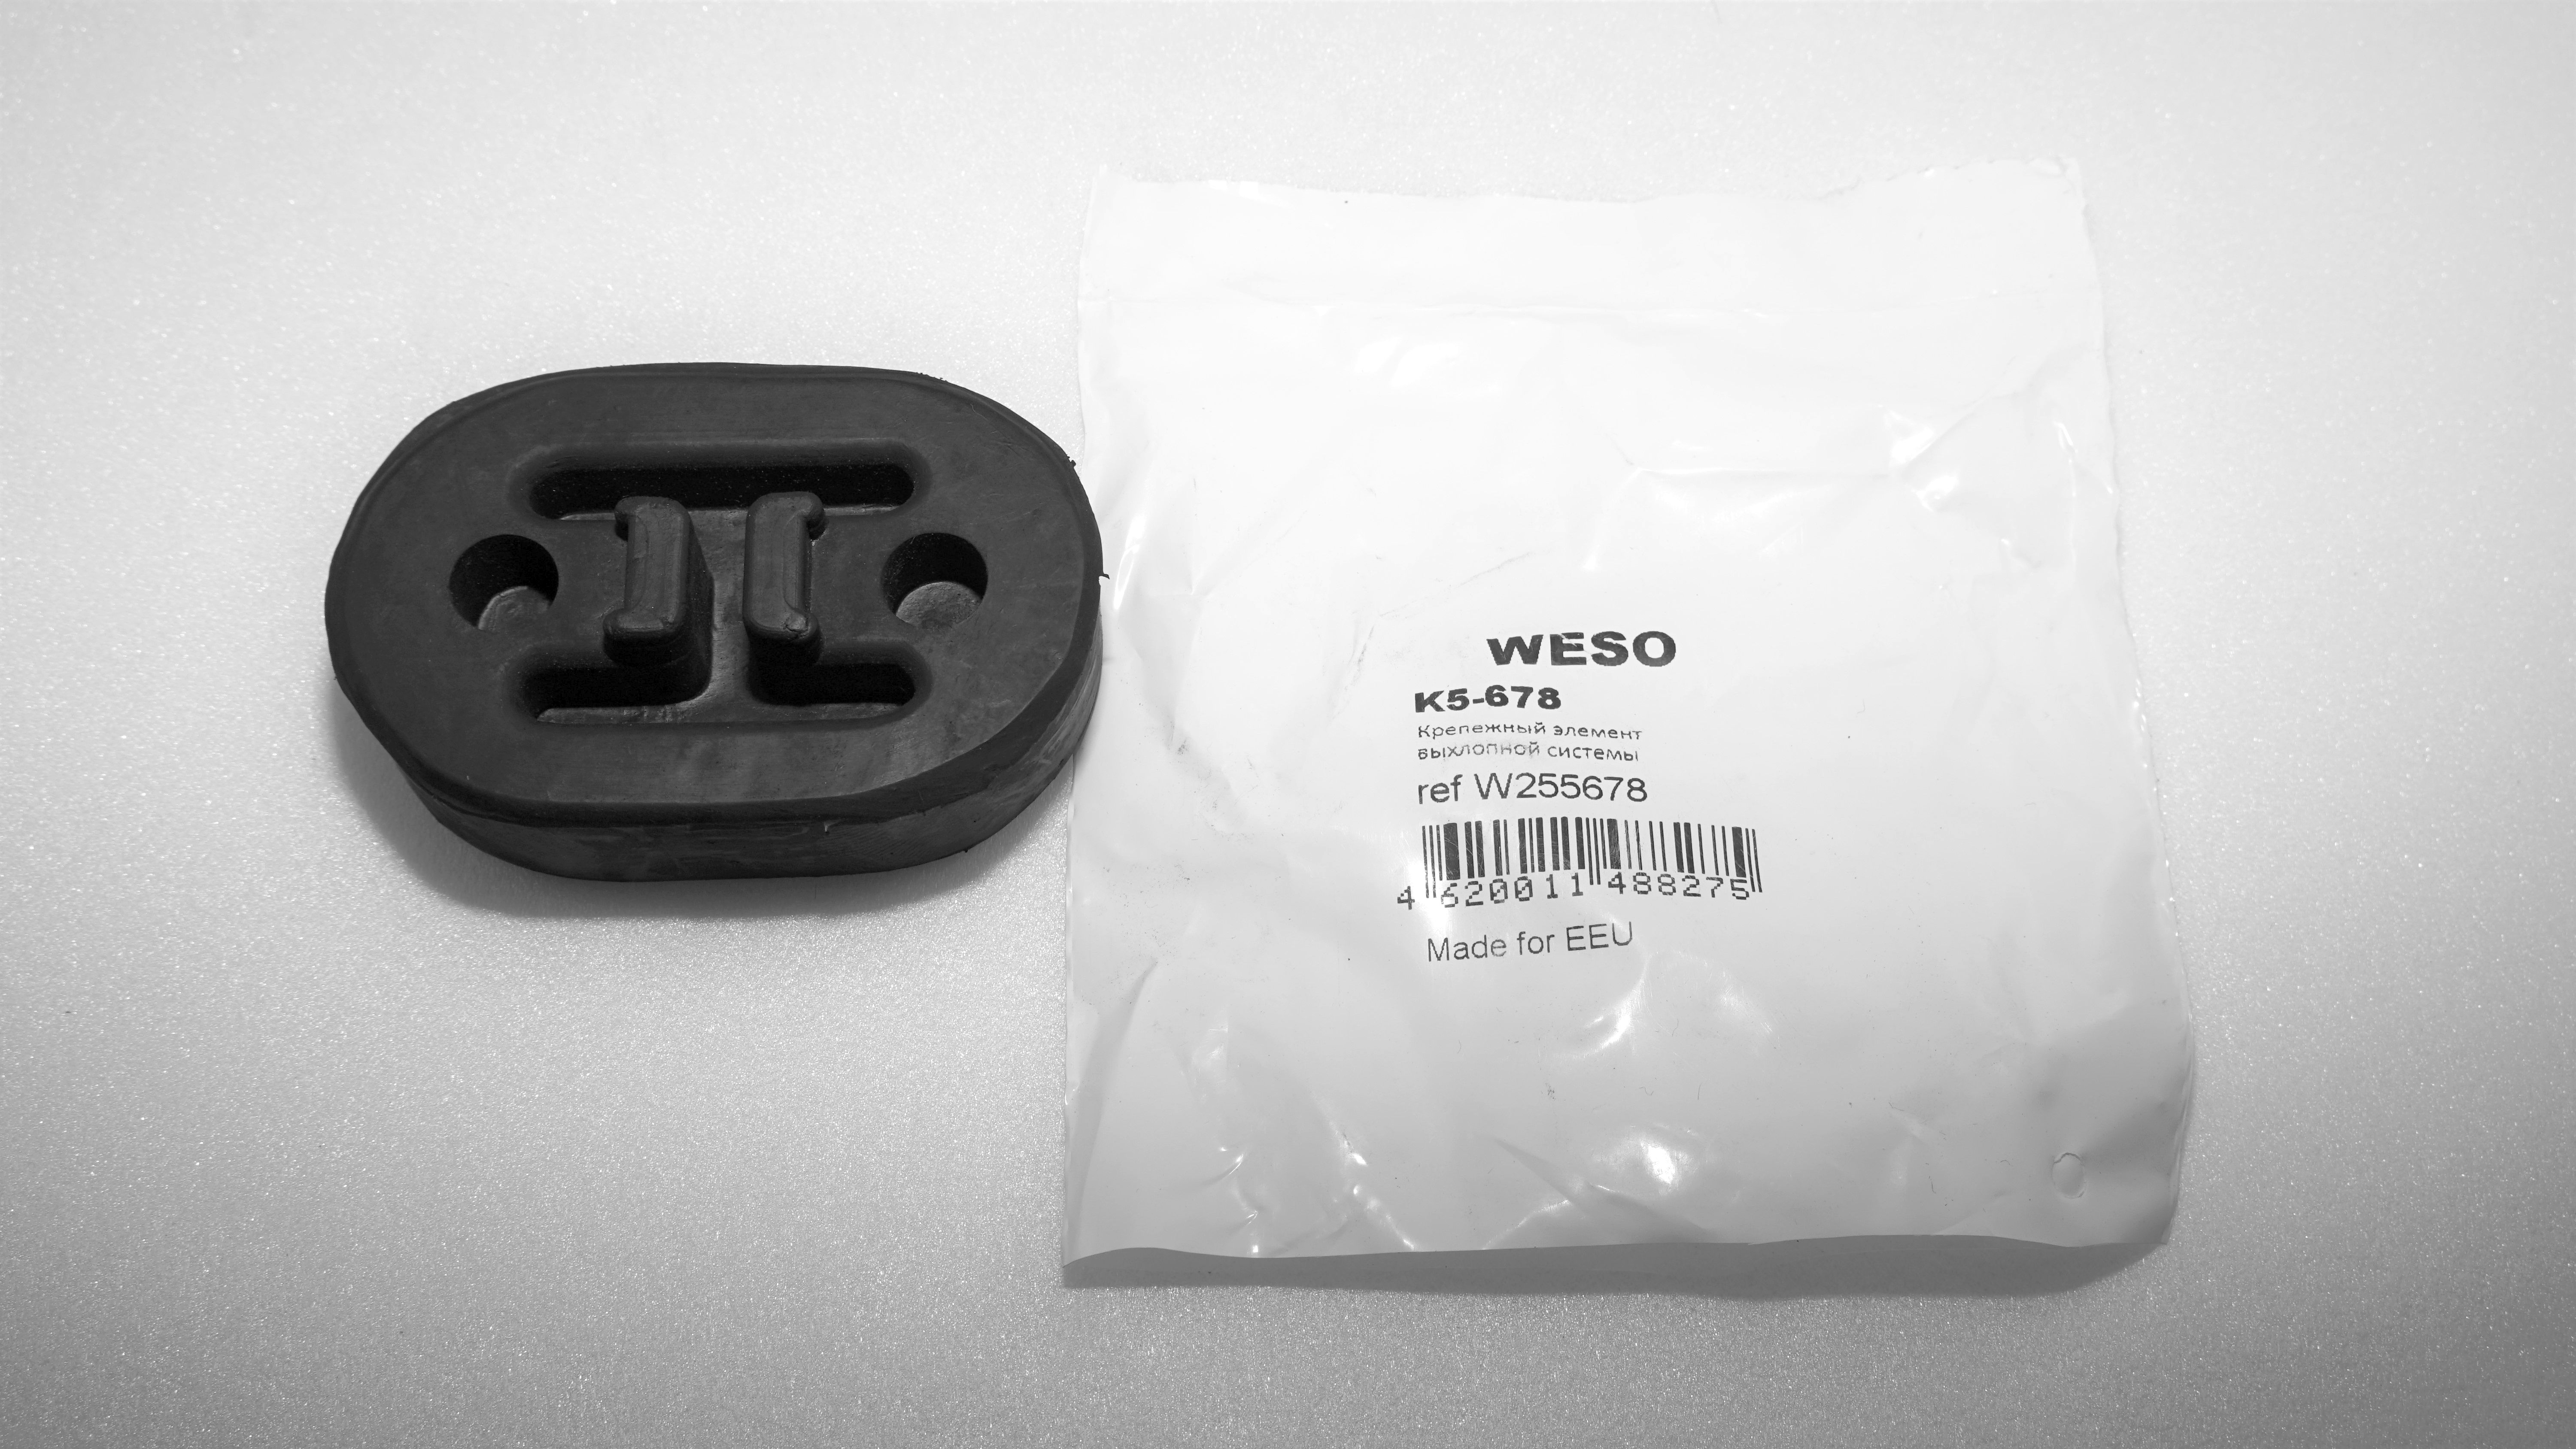 WESO
K5-678
Крепежный элемент
выхлопной системы
ref W255678
4 620011 488275
Made for EEU